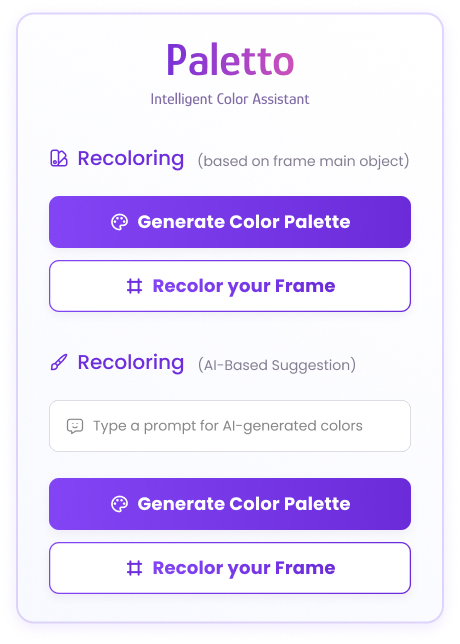 Paletto
Intelligent Color Assistant
Recoloring (based on frame main object)
Generate Color Palette
Recolor your Frame
Recoloring (AI-Based Suggestion)
Type a prompt for AI-generated colors
Generate Color Palette
Recolor your Frame